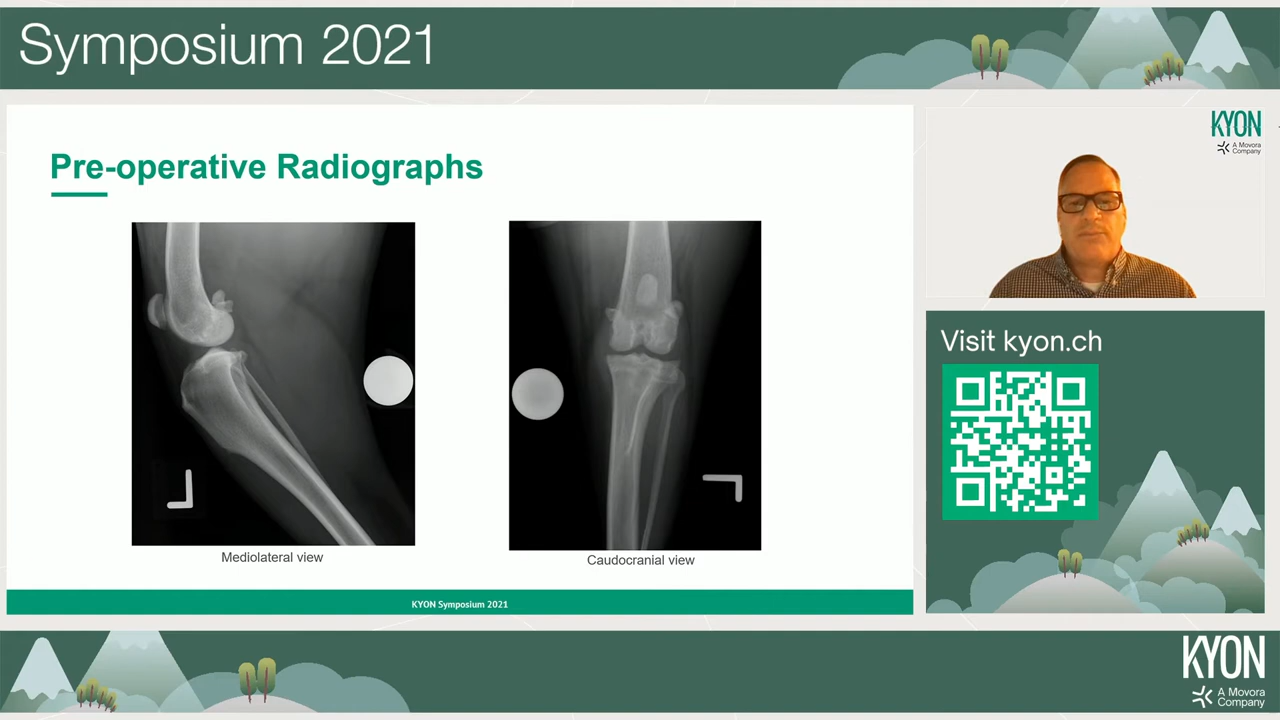 Symposium 2021
Pre-operative Radiographs
L
L
Mediolateral view
Caudocranial view
KYON Symposium 2021
KYON
A Movora
Company
Visit kyon.ch
KYON
A Movora
Company